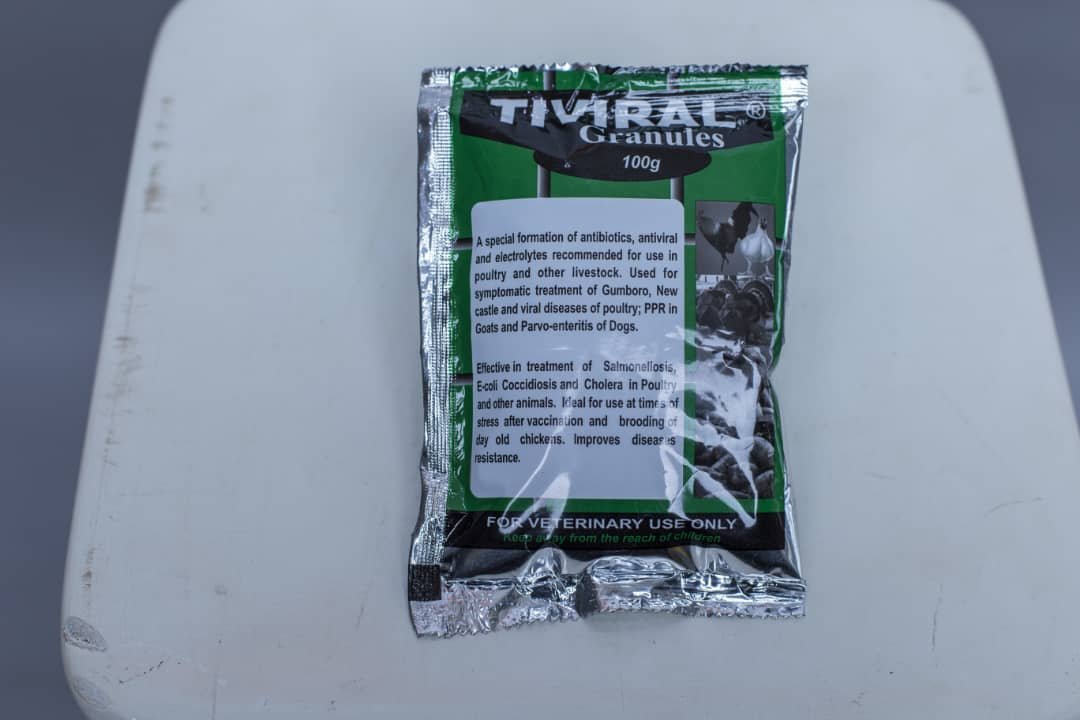 TIVIRAL®
Granules
100g
A special formation of antibiotics, antiviral
and electrolytes recommended for use in
poultry and other livestock. Used for
symptomatic treatment of Gumboro, New
castle and viral diseases of poultry; PPR in
Goats and Parvo-enteritis of Dogs.
Effective in treatment of Salmonellosis,
E-coli Coccidiosis and Cholera in Poultry
and other animals. Ideal for use at times of
stress after vaccination and brooding of
day old chickens. Improves diseases
resistance.
FOR VETERINARY USE ONLY
Keep away from the reach of children